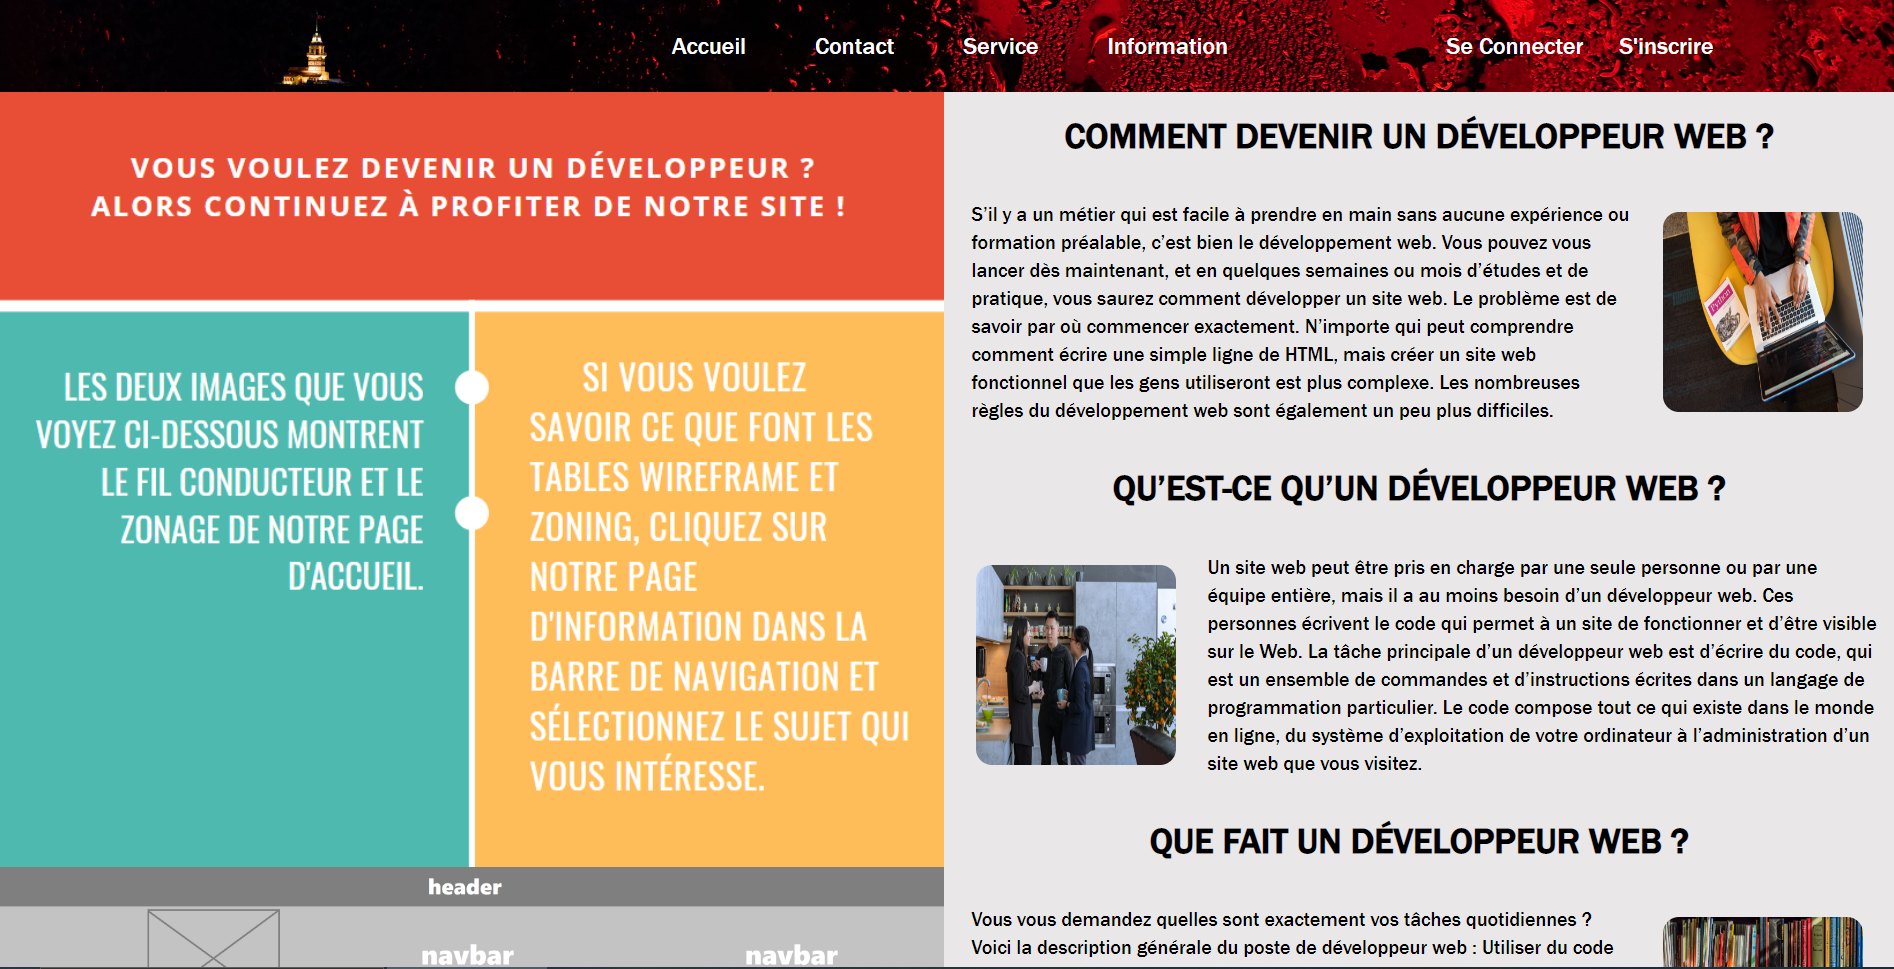 Accueil Contact Service Information Se Connecter S'inscrire
VOUS VOULEZ DEVENIR UN DÉVELOPPEUR ?
ALORS CONTINUEZ À PROFITER DE NOTRE SITE !
LES DEUX IMAGES QUE VOUS
VOYEZ CI-DESSOUS MONTRENT
LE FIL CONDUCTEUR ET LE
ZONAGE DE NOTRE PAGE
D'ACCUEIL.
SI VOUS VOULEZ
SAVOIR CE QUE FONT LES
TABLES WIREFRAME ET
ZONING, CLIQUEZ SUR
NOTRE PAGE
D'INFORMATION DANS LA
BARRE DE NAVIGATION ET
SÉLECTIONNEZ LE SUJET QUI
VOUS INTÉRESSE.
header
navbar navbar
COMMENT DEVENIR UN DÉVELOPPEUR WEB ?
S’il y a un métier qui est facile à prendre en main sans aucune expérience ou
formation préalable, c’est bien le développement web. Vous pouvez vous
lancer dès maintenant, et en quelques semaines ou mois d’études et de
pratique, vous saurez comment développer un site web. Le problème est de
savoir par où commencer exactement. N’importe qui peut comprendre
comment écrire une simple ligne de HTML, mais créer un site web
fonctionnel que les gens utiliseront est plus complexe. Les nombreuses
règles du développement web sont également un peu plus difficiles.
Python
QU’EST-CE QU’UN DÉVELOPPEUR WEB ?
Un site web peut être pris en charge par une seule personne ou par une
équipe entière, mais il a au moins besoin d’un développeur web. Ces
personnes écrivent le code qui permet à un site de fonctionner et d’être visible
sur le Web. La tâche principale d’un développeur web est d’écrire du code, qui
est un ensemble de commandes et d’instructions écrites dans un langage de
programmation particulier. Le code compose tout ce qui existe dans le monde
en ligne, du système d’exploitation de votre ordinateur à l’administration d’un
site web que vous visitez.
QUE FAIT UN DÉVELOPPEUR WEB ?
Vous vous demandez quelles sont exactement vos tâches quotidiennes ?
Voici la description générale du poste de développeur web : Utiliser du code